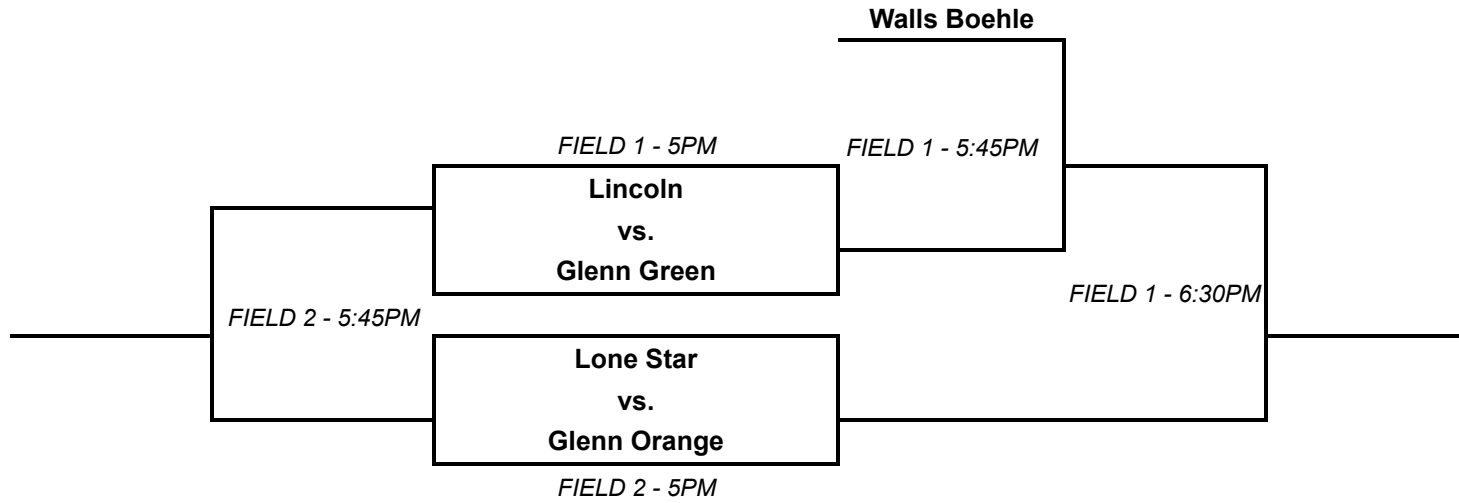 Walls Boehle
FIELD 1 - 5PM
FIELD 1 - 5:45PM
Lincoln
vs.
Glenn Green
FIELD 1 - 6:30PM
FIELD 2 - 5:45PM
Lone Star
vs.
Glenn Orange
FIELD 2 - 5PM